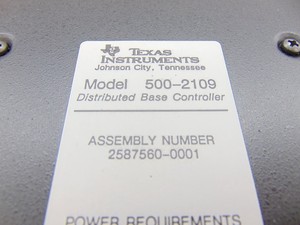 TEXAS
INSTRUMENTS
Johnson City, Tennessee
Model 500-2109
Distributed Base Controller
ASSEMBLY NUMBER
2587560-0001
POWER REQUIREMENTS